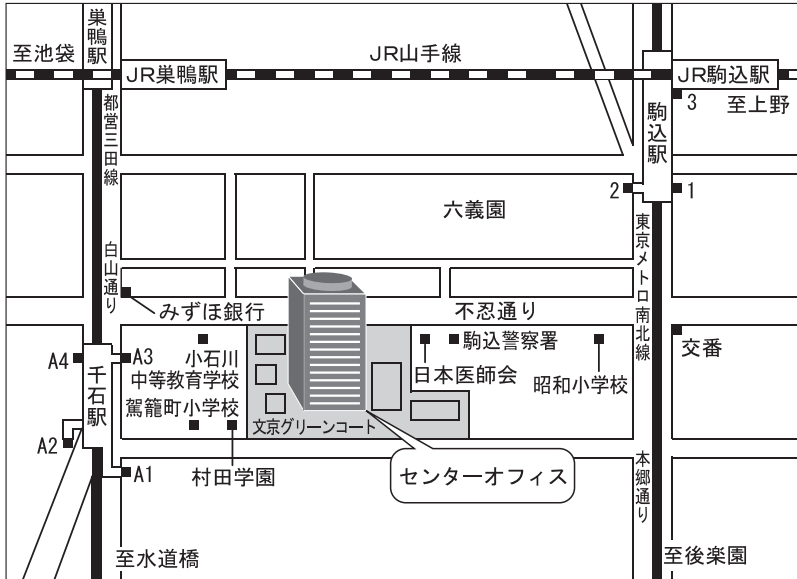 巣鴨駅
至池袋
JR巣鴨駅
JR山手線
JR駒込駅
3
至上野
都営三田線
駒込駅
2
1
六義園
東京メトロ南北線
白山通り
みずほ銀行
不忍通り
交番
A4
A3
千石駅
小石川
中等教育学校
駕籠町小学校
日本医師会
駒込警察署
昭和小学校
文京グリーンコート
A2
A1
村田学園
センターオフィス
本郷通り
至水道橋
至後楽園